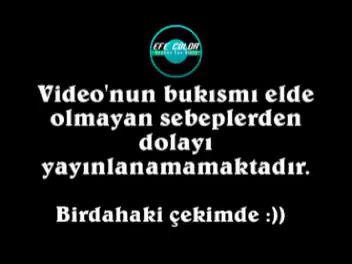 EFE COLOR
Video'nun bukısmı elde
olmayan sebeplerden
dolayı
yayınlanamamaktadır.
Birdahaki çekimde :))